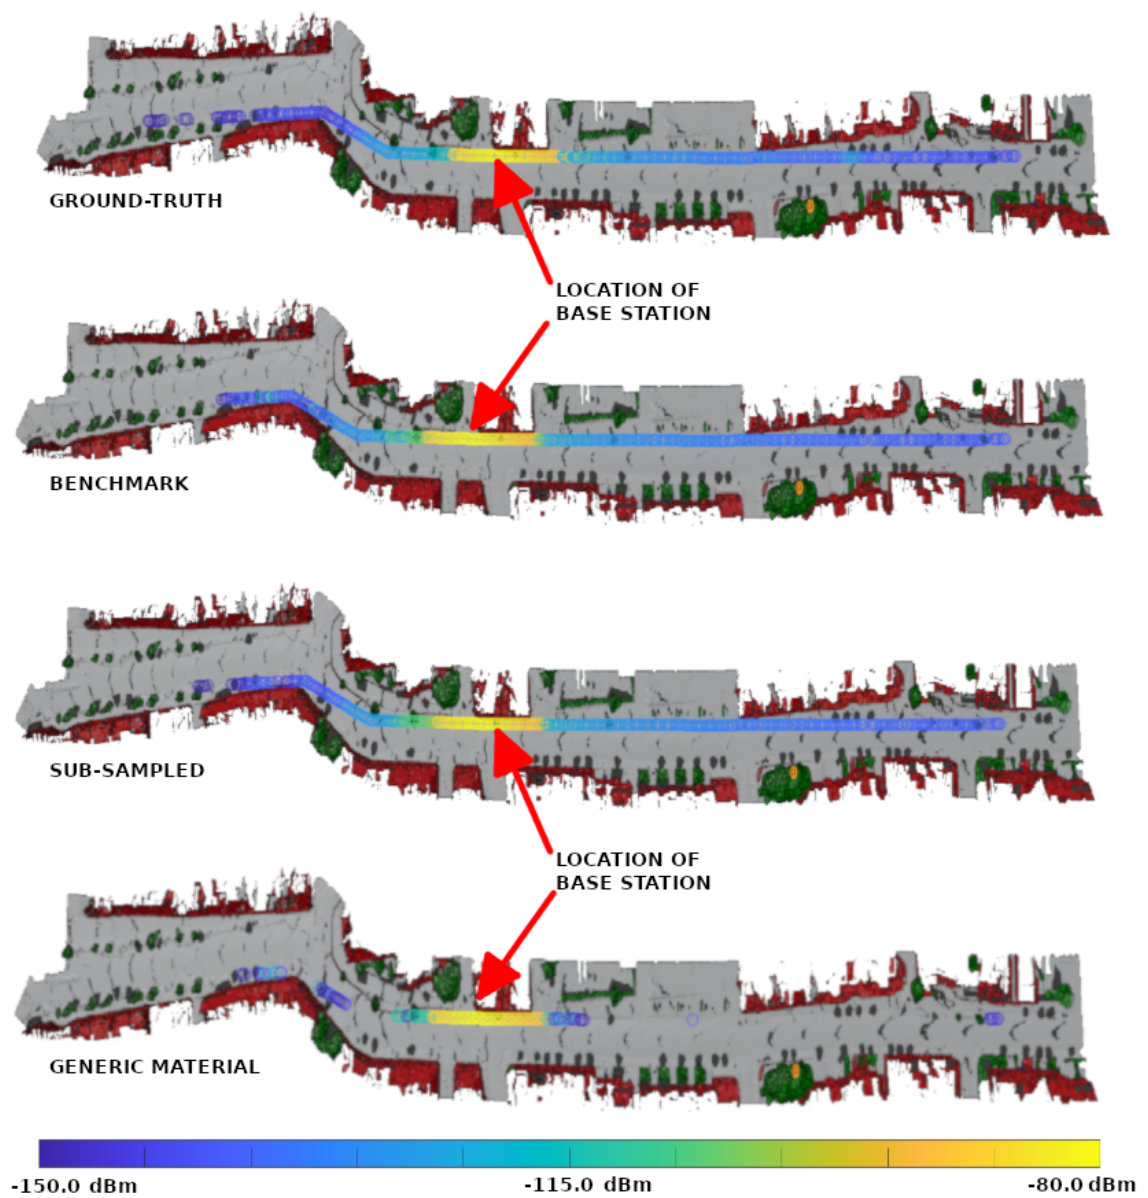 GROUND-TRUTH
LOCATION OF
BASE STATION
BENCHMARK
SUB-SAMPLED
LOCATION OF
BASE STATION
GENERIC MATERIAL
-150.0 dBm -115.0 dBm -80.0 dBm